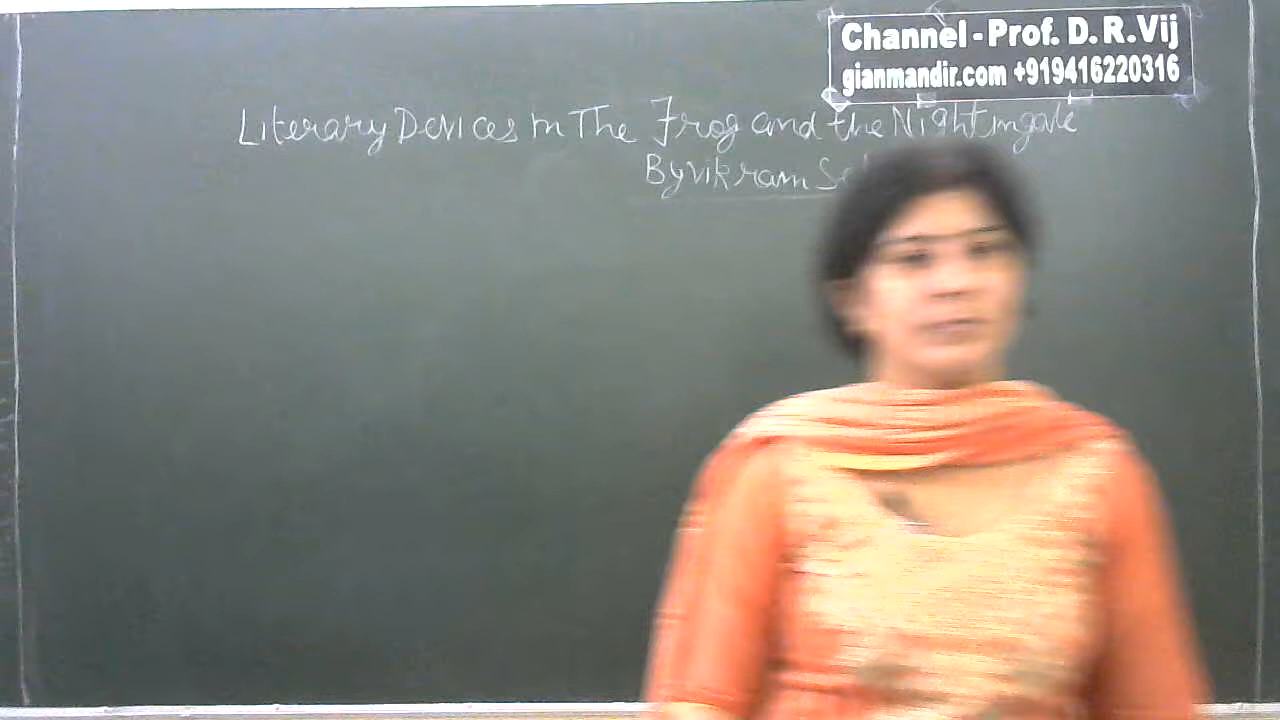 Channel - Prof. D. R. Vij
gianmandir.com +919416220316
Literary Devices In The Frog and the Nightingale
By Vikram